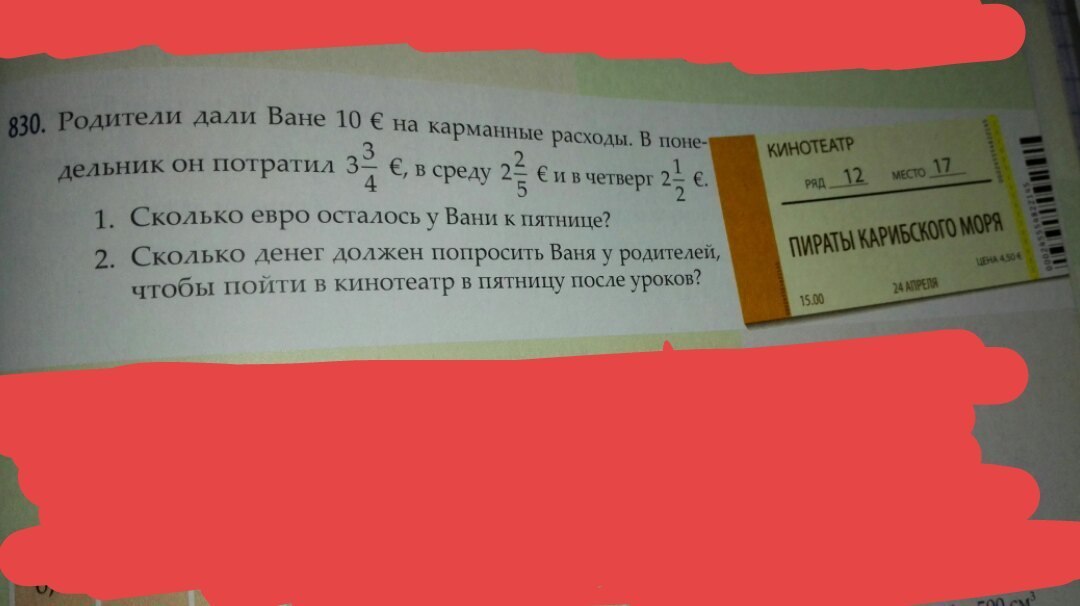 830. Родители дали Ване 10 € на карманные расходы. В поне-
дельник он потратил 3 3/4 €, в среду 2 2/5 € и в четверг 2 1/2 €.
1. Сколько евро осталось у Вани к пятнице?
2. Сколько денег должен попросить Ваня у родителей,
чтобы пойти в кинотеатр в пятницу после уроков?
КИНОТЕАТР
РЯД 12 МЕСТО 17
ПИРАТЫ КАРИБСКОГО МОРЯ
ЦЕНА 4,50 €
15.00 24 АПРЕЛЯ
500 см³